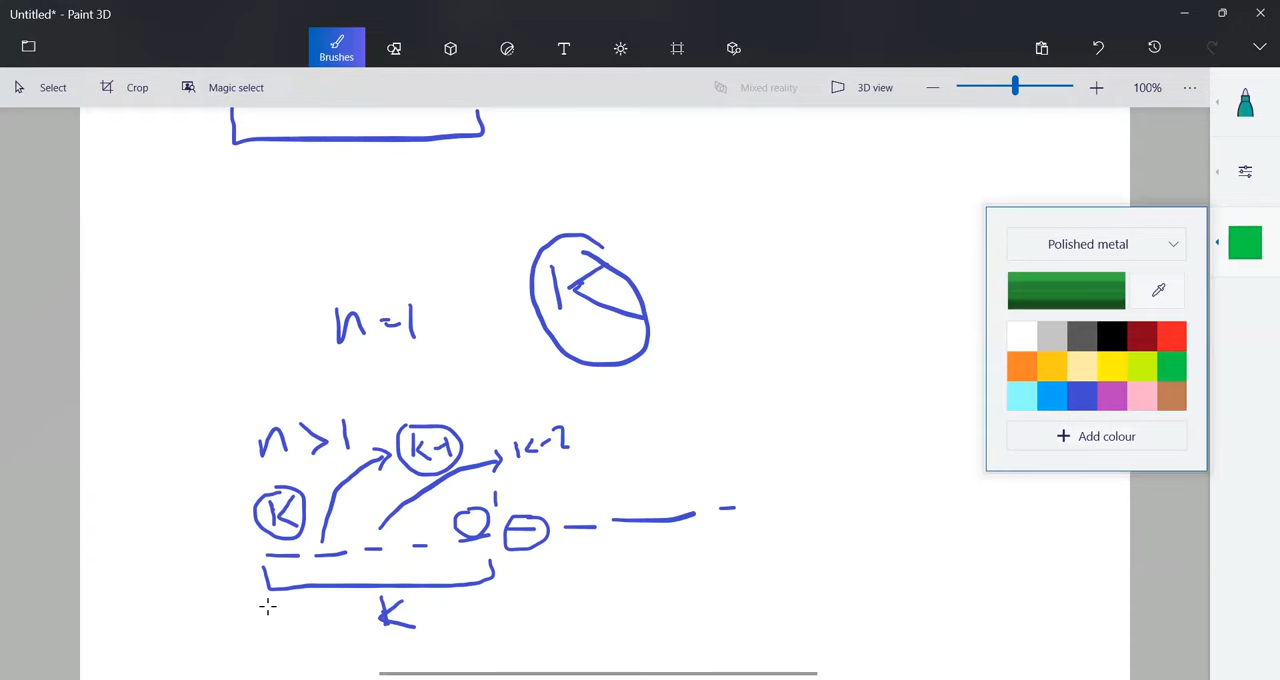 Untitled* - Paint 3D
Brushes
Select
Crop
Magic select
Mixed reality
3D view
100%
Polished metal
Add colour
K
n=1
n>1
K-1
K-2
K
1
K